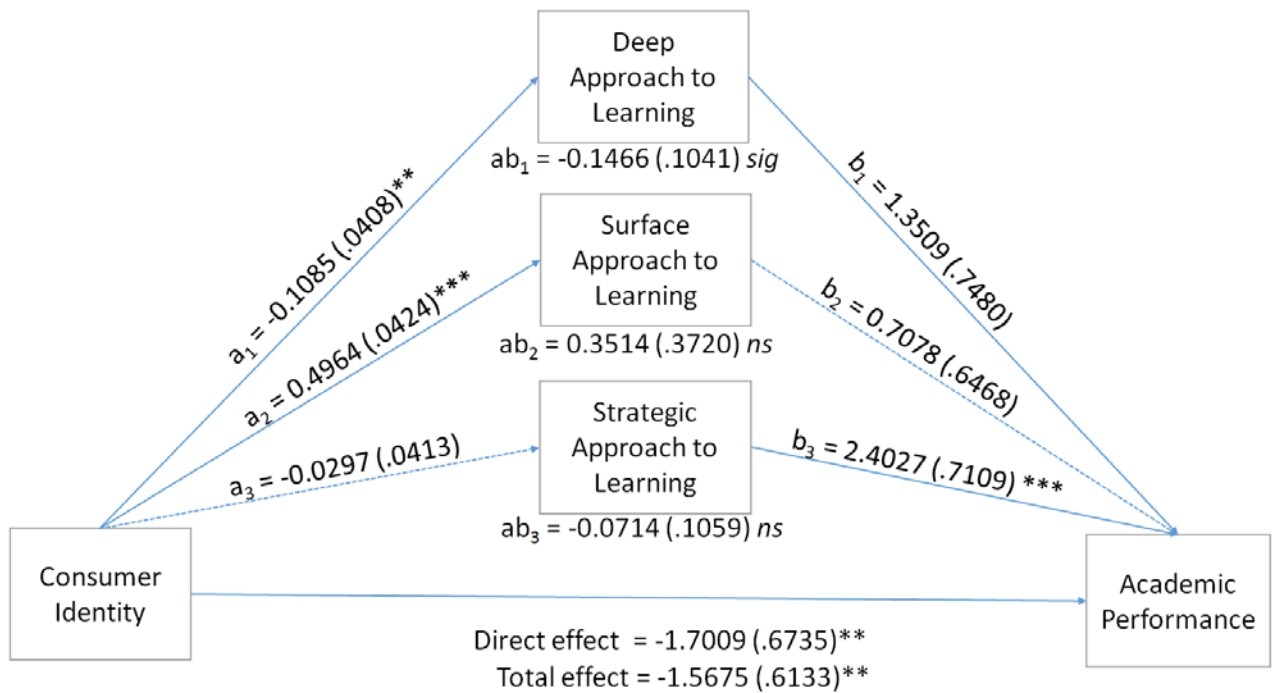 Deep
Approach to
Learning
ab₁ = -0.1466 (.1041) sig
a₁ = -0.1085 (.0408)**
b₁ = 1.3509 (.7480)
Surface
Approach to
Learning
ab₂ = 0.3514 (.3720) ns
a₂ = 0.4964 (.0424)***
b₂ = 0.7078 (.6468)
Strategic
Approach to
Learning
ab₃ = -0.0714 (.1059) ns
a₃ = -0.0297 (.0413)
b₃ = 2.4027 (.7109) ***
Consumer
Identity
Academic
Performance
Direct effect = -1.7009 (.6735)**
Total effect = -1.5675 (.6133)**